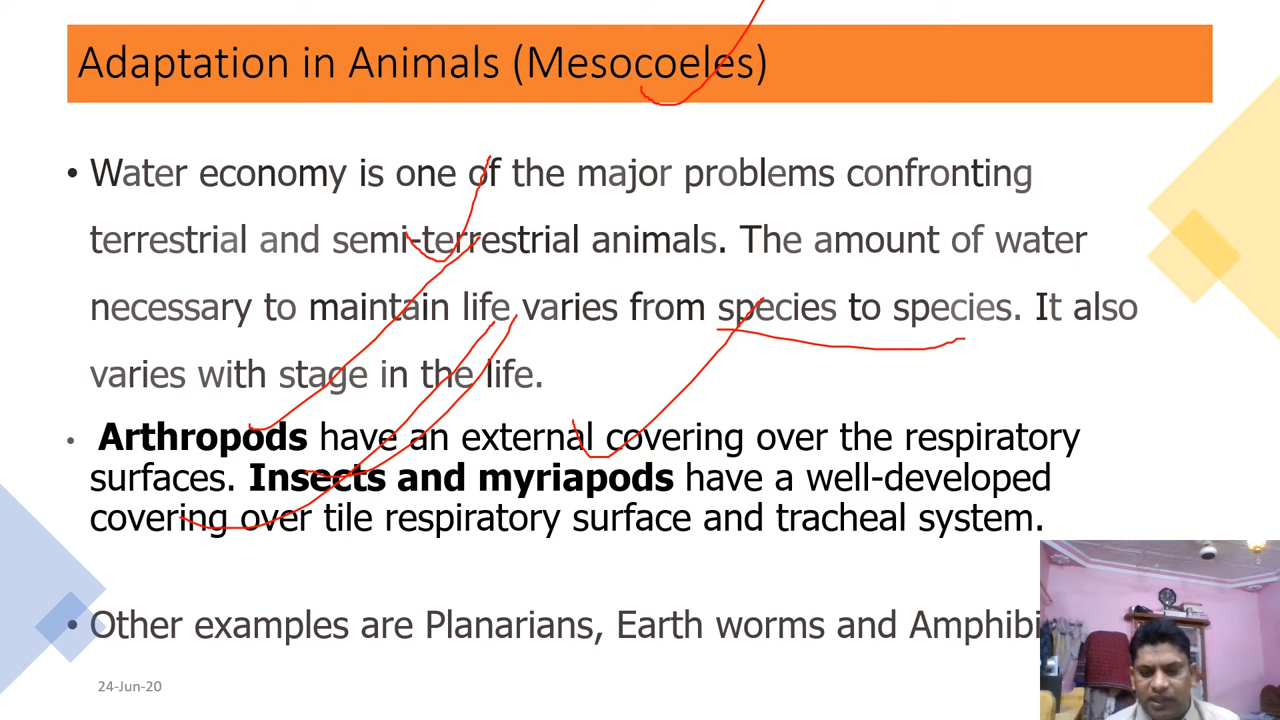 Adaptation in Animals (Mesocoeles)
• Water economy is one of the major problems confronting
terrestrial and semi-terrestrial animals. The amount of water
necessary to maintain life varies from species to species. It also
varies with stage in the life.
• Arthropods have an external covering over the respiratory
surfaces. Insects and myriapods have a well-developed
covering over tile respiratory surface and tracheal system.
• Other examples are Planarians, Earth worms and Amphibi
24-Jun-20